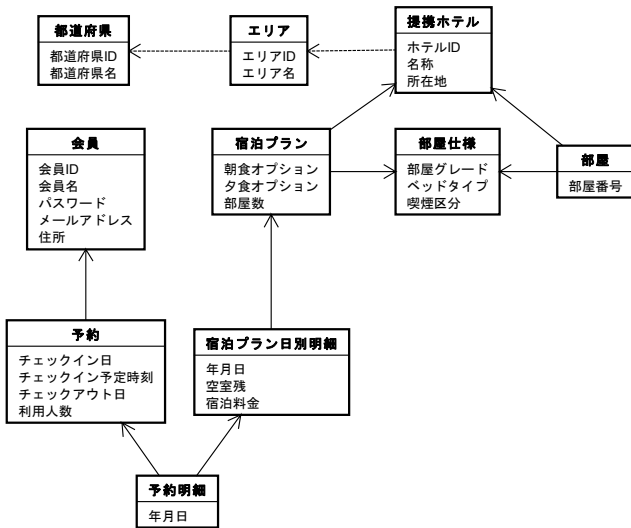 都道府県
都道府県ID
都道府県名
エリア
エリアID
エリア名
提携ホテル
ホテルID
名称
所在地
会員
会員ID
会員名
パスワード
メールアドレス
住所
宿泊プラン
朝食オプション
夕食オプション
部屋数
部屋仕様
部屋グレード
ベッドタイプ
喫煙区分
部屋
部屋番号
予約
チェックイン日
チェックイン予定時刻
チェックアウト日
利用人数
宿泊プラン日別明細
年月日
空室残
宿泊料金
予約明細
年月日